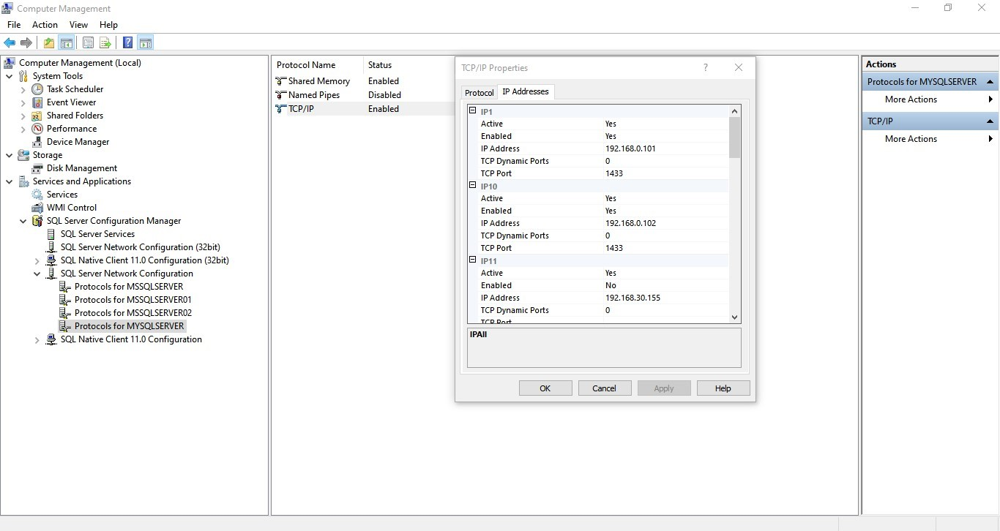 Computer Management
File Action View Help
Computer Management (Local)
System Tools
Task Scheduler
Event Viewer
Shared Folders
Performance
Device Manager
Storage
Disk Management
Services and Applications
Services
WMI Control
SQL Server Configuration Manager
SQL Server Services
SQL Server Network Configuration (32bit)
SQL Native Client 11.0 Configuration (32bit)
SQL Server Network Configuration
Protocols for MSSQLSERVER
Protocols for MSSQLSERVER01
Protocols for MSSQLSERVER02
Protocols for MYSQLSERVER
SQL Native Client 11.0 Configuration
Protocol Name Status
Shared Memory Enabled
Named Pipes Disabled
TCP/IP Enabled
TCP/IP Properties
Protocol IP Addresses
IP1
Active Yes
Enabled Yes
IP Address 192.168.0.101
TCP Dynamic Ports 0
TCP Port 1433
IP10
Active Yes
Enabled Yes
IP Address 192.168.0.102
TCP Dynamic Ports 0
TCP Port 1433
IP11
Active Yes
Enabled No
IP Address 192.168.30.155
TCP Dynamic Ports 0
TCP Port
IPAll
OK Cancel Apply Help
Actions
Protocols for MYSQLSERVER
More Actions
TCP/IP
More Actions